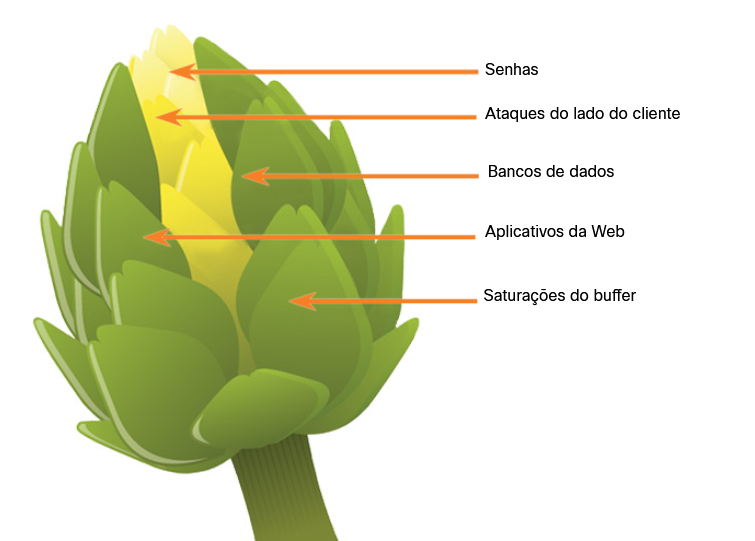 Senhas
Ataques do lado do cliente
Bancos de dados
Aplicativos da Web
Saturações do buffer